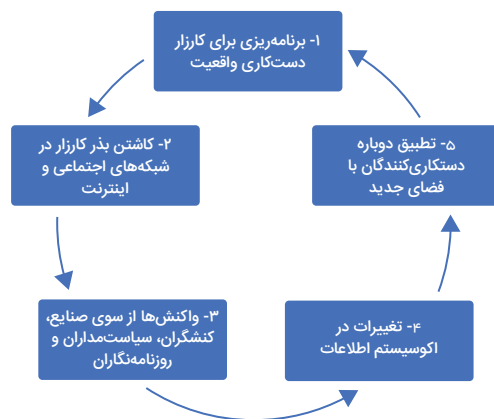 ۱- برنامه‌ریزی برای کارزار
دست‌کاری واقعیت
۲- کاشتن بذر کارزار در
شبکه‌های اجتماعی و
اینترنت
۳- واکنش‌ها از سوی صنایع،
کنشگران، سیاست‌مداران و
روزنامه‌نگاران
۴- تغییرات در
اکوسیستم اطلاعات
۵- تطبیق دوباره
دستکاری‌کنندگان با
فضای جدید